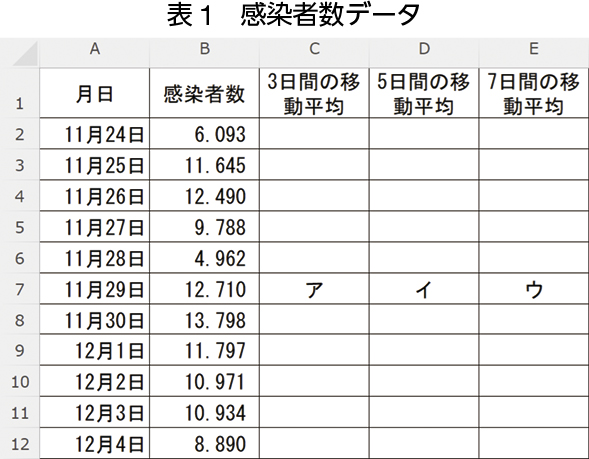 表1　感染者数データ
A B C D E
1 月日 感染者数 3日間の移動平均 5日間の移動平均 7日間の移動平均
2 11月24日 6.093
3 11月25日 11.645
4 11月26日 12.490
5 11月27日 9.788
6 11月28日 4.962
7 11月29日 12.710 ア イ ウ
8 11月30日 13.798
9 12月1日 11.797
10 12月2日 10.971
11 12月3日 10.934
12 12月4日 8.890